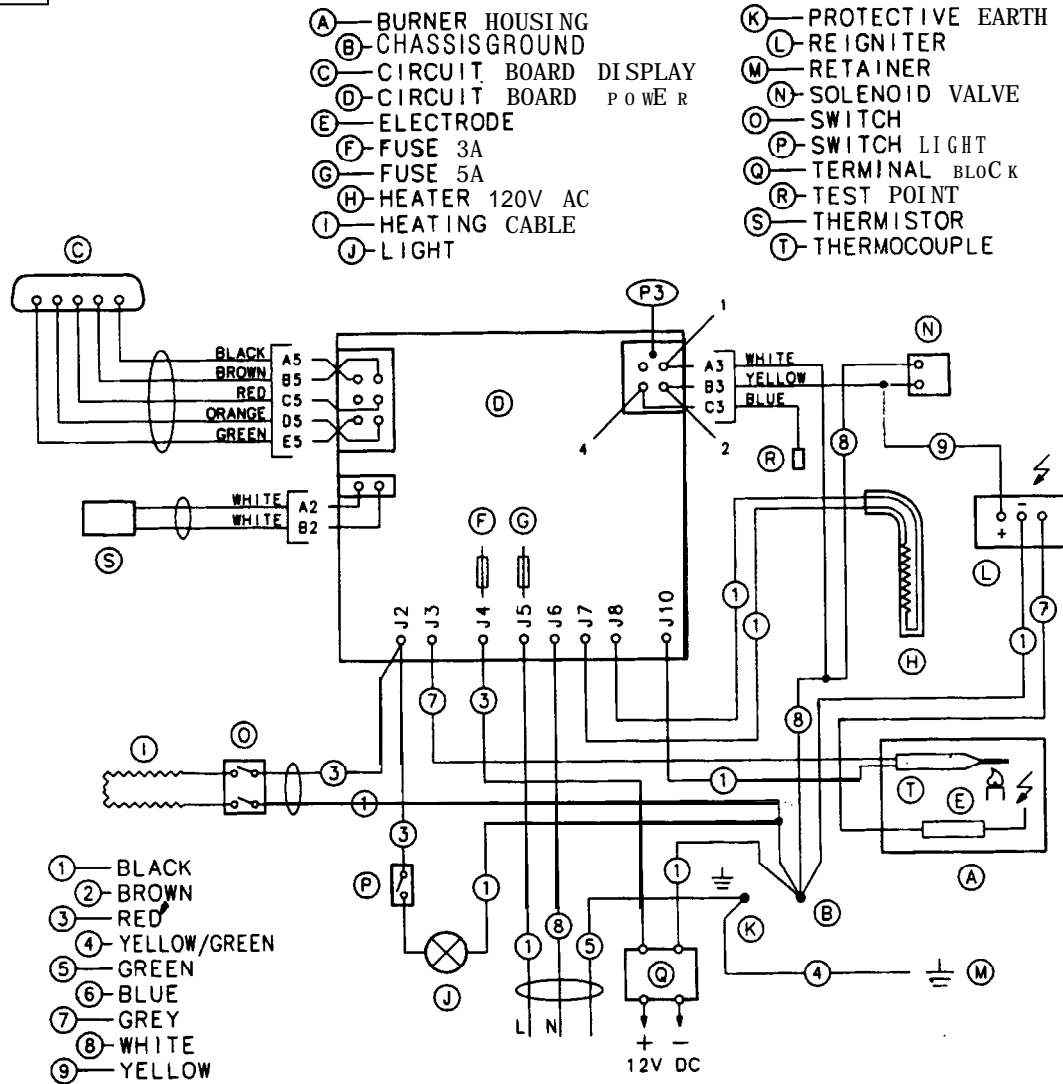 A BURNER HOUSING
B CHASSIS GROUND
C CIRCUIT BOARD DISPLAY
D CIRCUIT BOARD POWER
E ELECTRODE
F FUSE 3A
G FUSE 5A
H HEATER 120V AC
I HEATING CABLE
J LIGHT
K PROTECTIVE EARTH
L REIGNITER
M RETAINER
N SOLENOID VALVE
O SWITCH
P SWITCH LIGHT
Q TERMINAL BLOCK
R TEST POINT
S THERMISTOR
T THERMOCOUPLE
C
P3
1
N
BLACK A5
BROWN B5
RED C5
ORANGE D5
GREEN E5
D
A3 WHITE
B3 YELLOW
C3 BLUE
4
2
R
8
9
WHITE A2
WHITE B2
S
F
G
+
-
L
J2
J3
J4
J5
J6
J7
J8
J10
1
1
1
7
H
7
3
8
I
O
3
1
1
T
E
A
3
P
1
J
1
8
5
1
K
B
4
M
Q
L
N
+ -
12V DC
1 BLACK
2 BROWN
3 RED
4 YELLOW/GREEN
5 GREEN
6 BLUE
7 GREY
8 WHITE
9 YELLOW